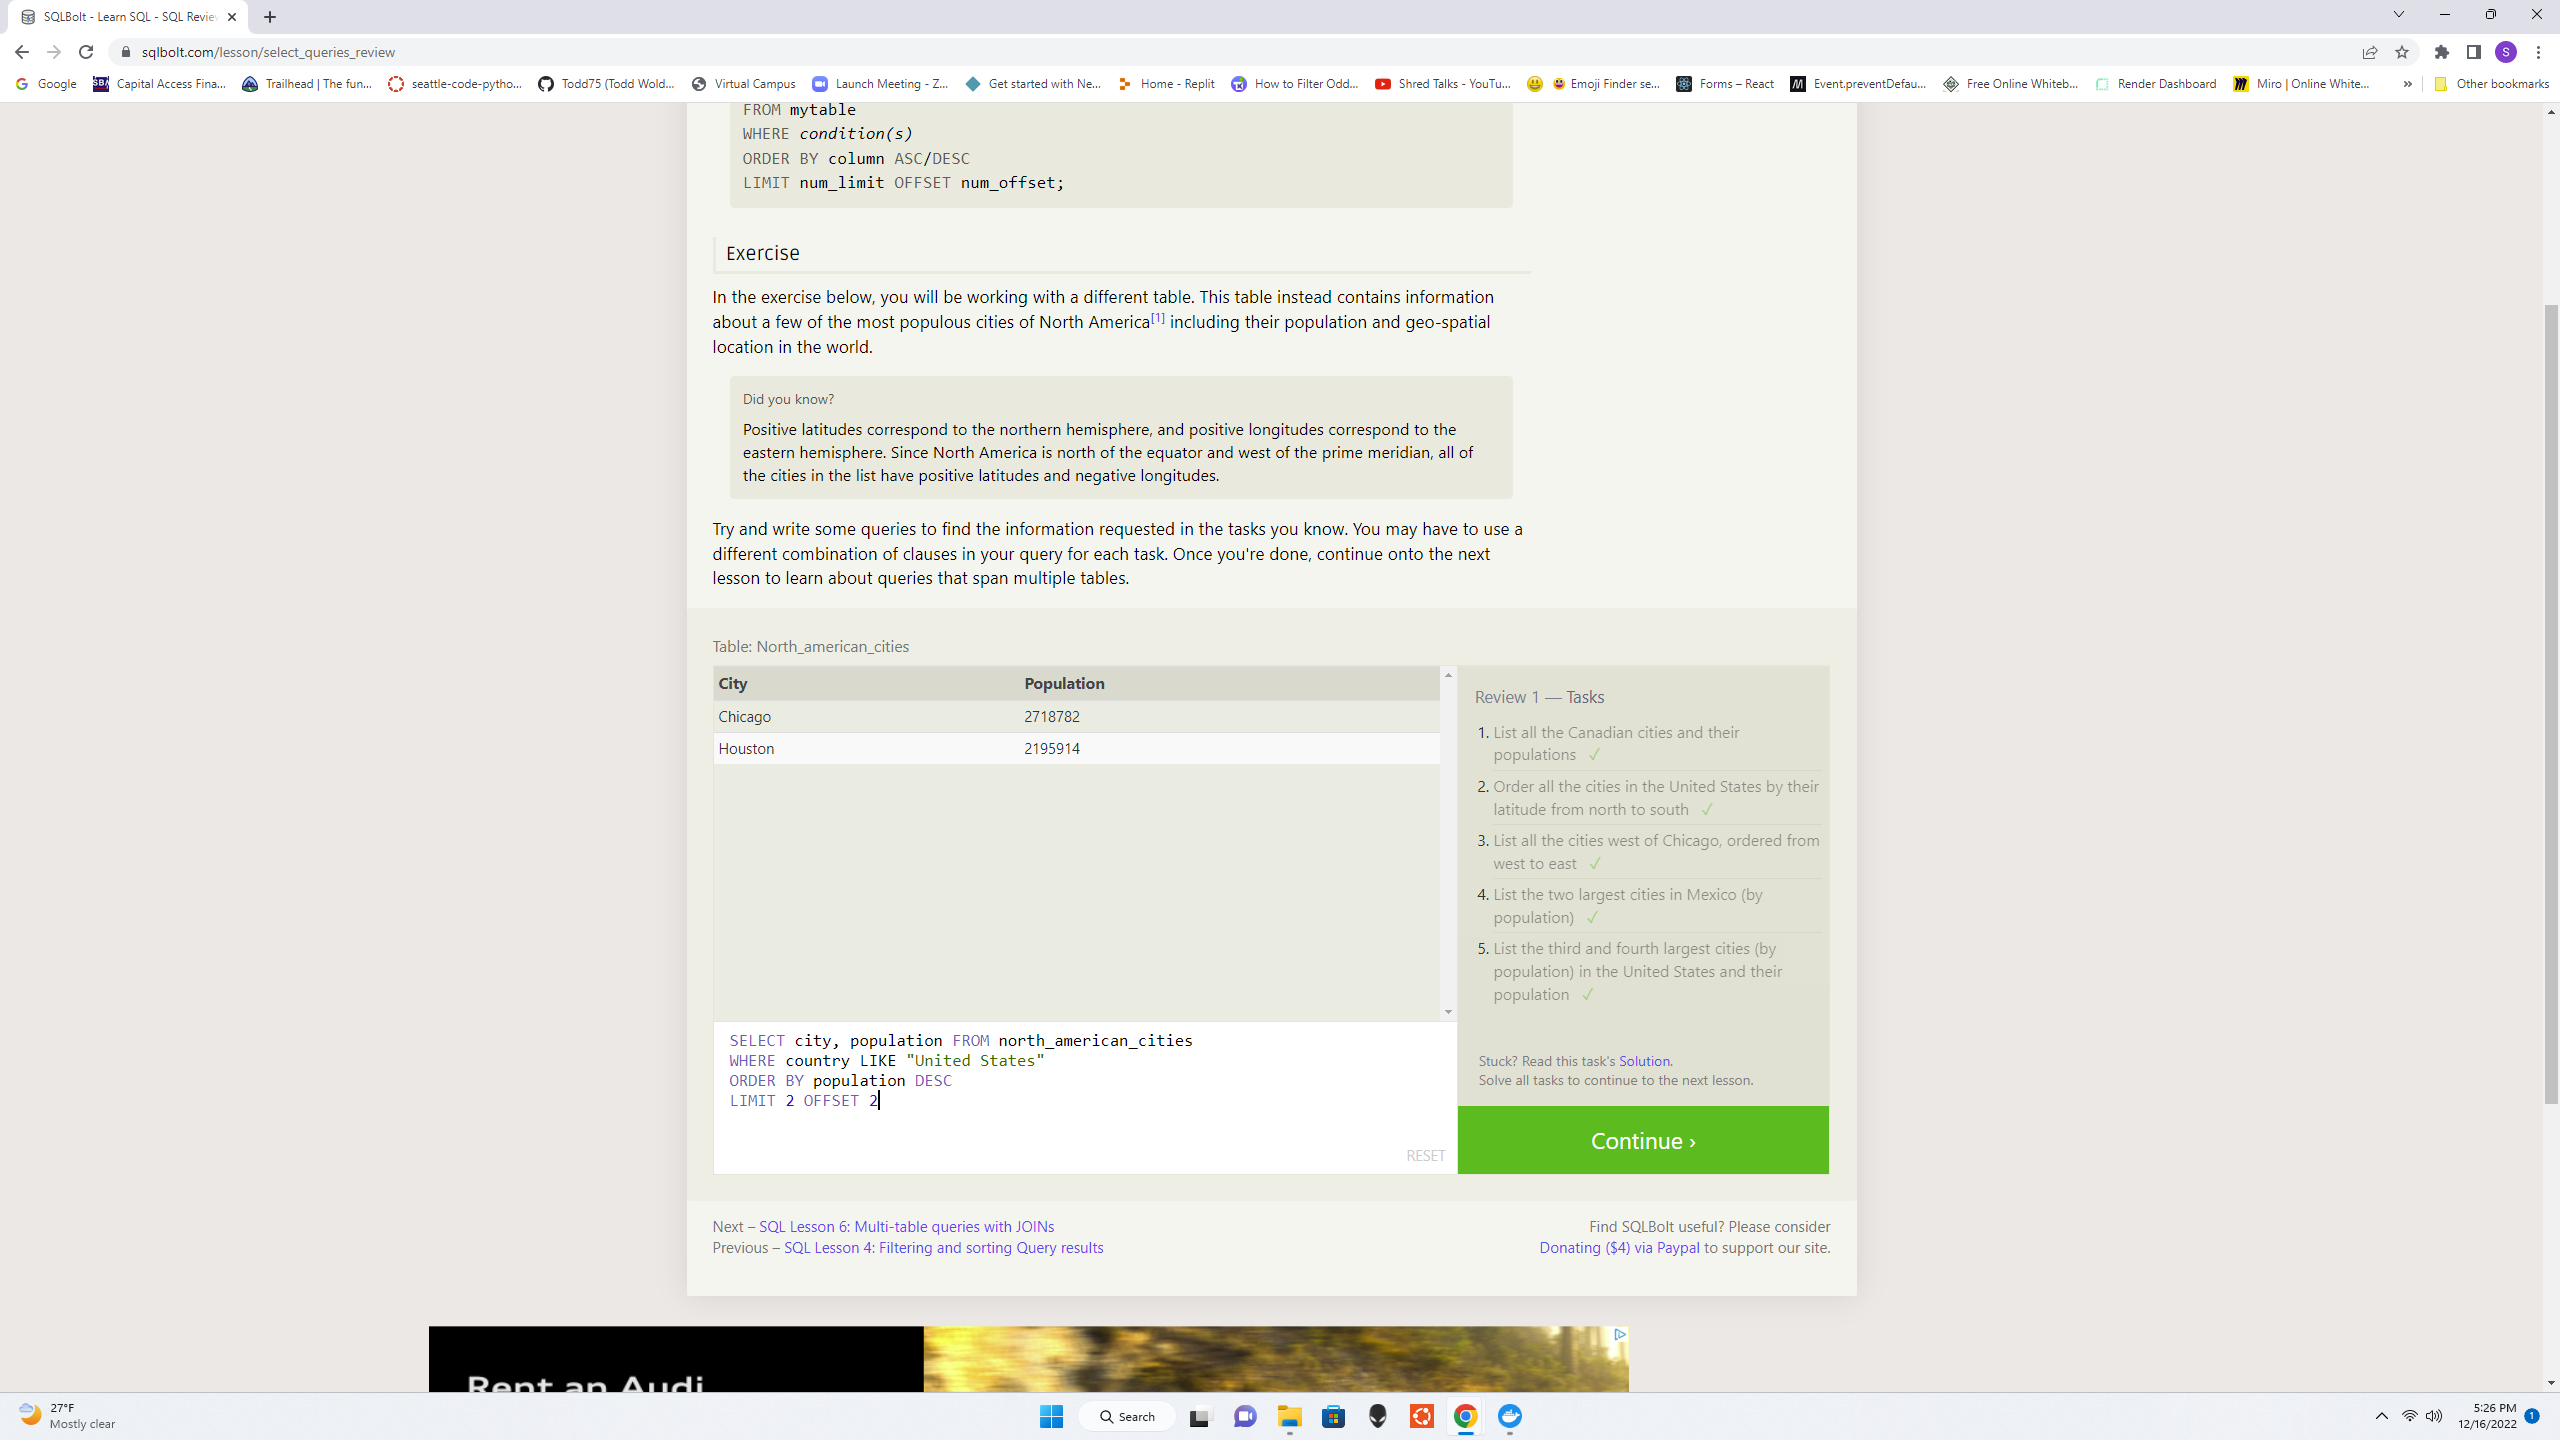 SQLBolt - Learn SQL - SQL Review
sqlbolt.com/lesson/select_queries_review
Google
Capital Access Fina...
Trailhead | The fun...
seattle-code-pytho...
Todd75 (Todd Wold...
Virtual Campus
Launch Meeting - Z...
Get started with Ne...
Home - Replit
How to Filter Odd...
Shred Talks - YouTu...
Emoji Finder se...
Forms – React
Event.preventDefau...
Free Online Whiteb...
Render Dashboard
Miro | Online White...
»
Other bookmarks
S
FROM mytable
WHERE condition(s)
ORDER BY column ASC/DESC
LIMIT num_limit OFFSET num_offset;
Exercise
In the exercise below, you will be working with a different table. This table instead contains information
about a few of the most populous cities of North America[1] including their population and geo-spatial
location in the world.
Did you know?
Positive latitudes correspond to the northern hemisphere, and positive longitudes correspond to the
eastern hemisphere. Since North America is north of the equator and west of the prime meridian, all of
the cities in the list have positive latitudes and negative longitudes.
Try and write some queries to find the information requested in the tasks you know. You may have to use a
different combination of clauses in your query for each task. Once you're done, continue onto the next
lesson to learn about queries that span multiple tables.
Table: North_american_cities
City Population
Chicago 2718782
Houston 2195914
SELECT city, population FROM north_american_cities
WHERE country LIKE "United States"
ORDER BY population DESC
LIMIT 2 OFFSET 2
RESET
Review 1 — Tasks
1. List all the Canadian cities and their
populations ✓
2. Order all the cities in the United States by their
latitude from north to south ✓
3. List all the cities west of Chicago, ordered from
west to east ✓
4. List the two largest cities in Mexico (by
population) ✓
5. List the third and fourth largest cities (by
population) in the United States and their
population ✓
Stuck? Read this task's Solution.
Solve all tasks to continue to the next lesson.
Continue ›
Next – SQL Lesson 6: Multi-table queries with JOINs
Previous – SQL Lesson 4: Filtering and sorting Query results
Find SQLBolt useful? Please consider
Donating ($4) via Paypal to support our site.
Rent an Audi
27°F
Mostly clear
Search
5:26 PM
12/16/2022
1